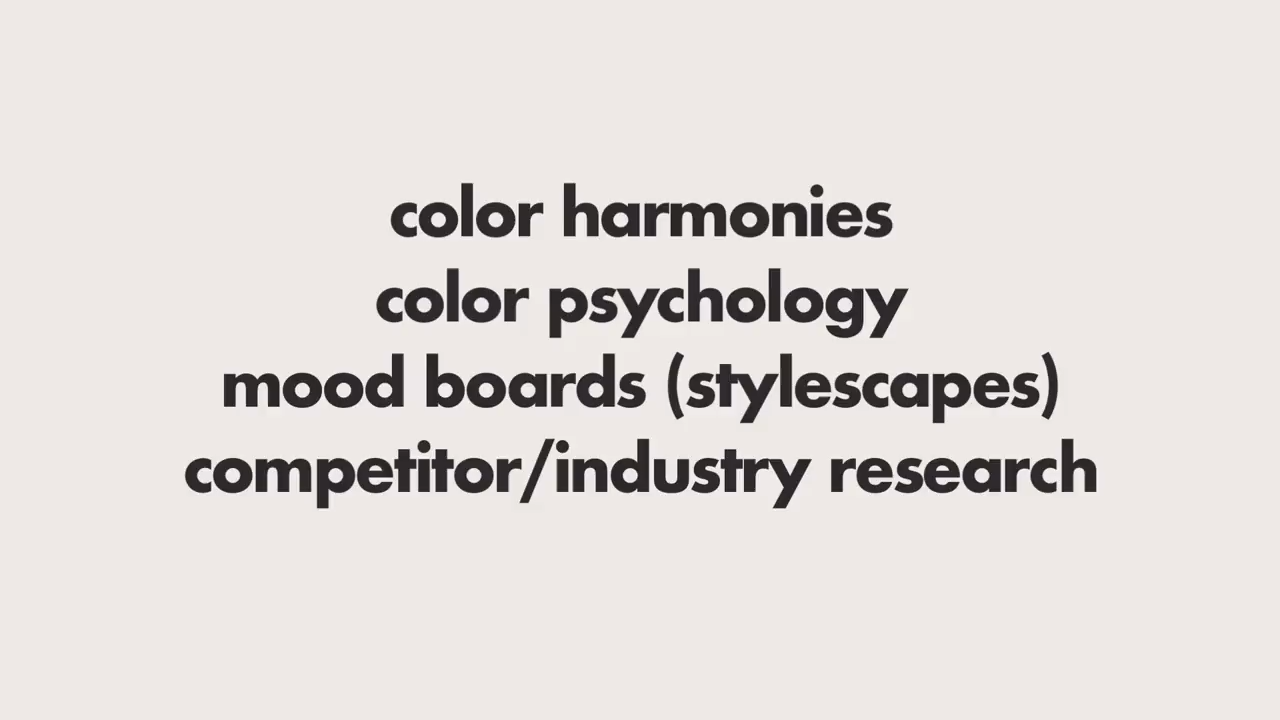 color harmonies
color psychology
mood boards (stylescapes)
competitor/industry research